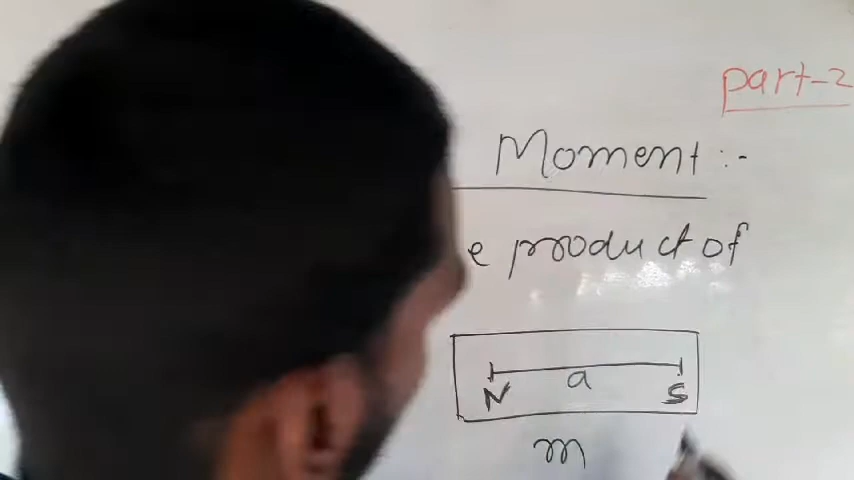 part-2
Moment :-
e product of
a
N S
m